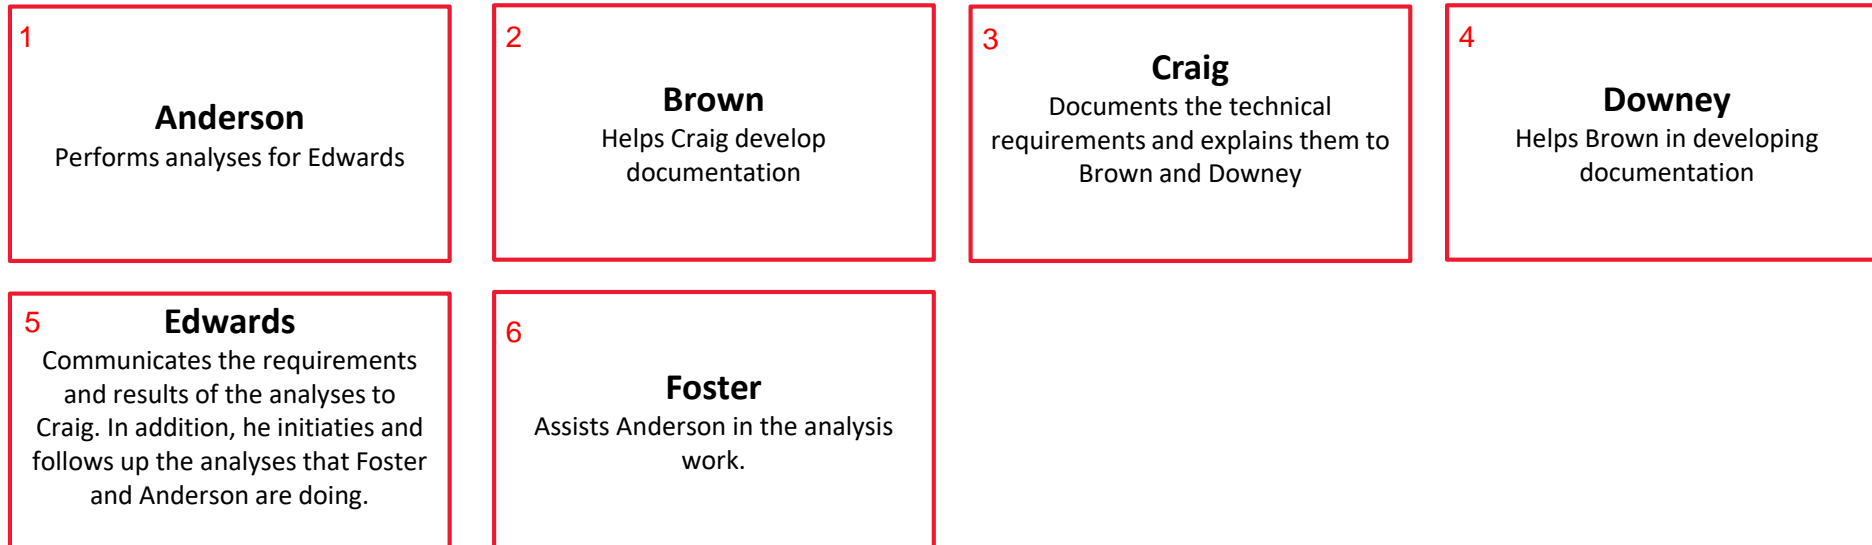 1
Anderson
Performs analyses for Edwards
2
Brown
Helps Craig develop
documentation
3
Craig
Documents the technical
requirements and explains them to
Brown and Downey
4
Downey
Helps Brown in developing
documentation
5
Edwards
Communicates the requirements
and results of the analyses to
Craig. In addition, he initiaties and
follows up the analyses that Foster
and Anderson are doing.
6
Foster
Assists Anderson in the analysis
work.